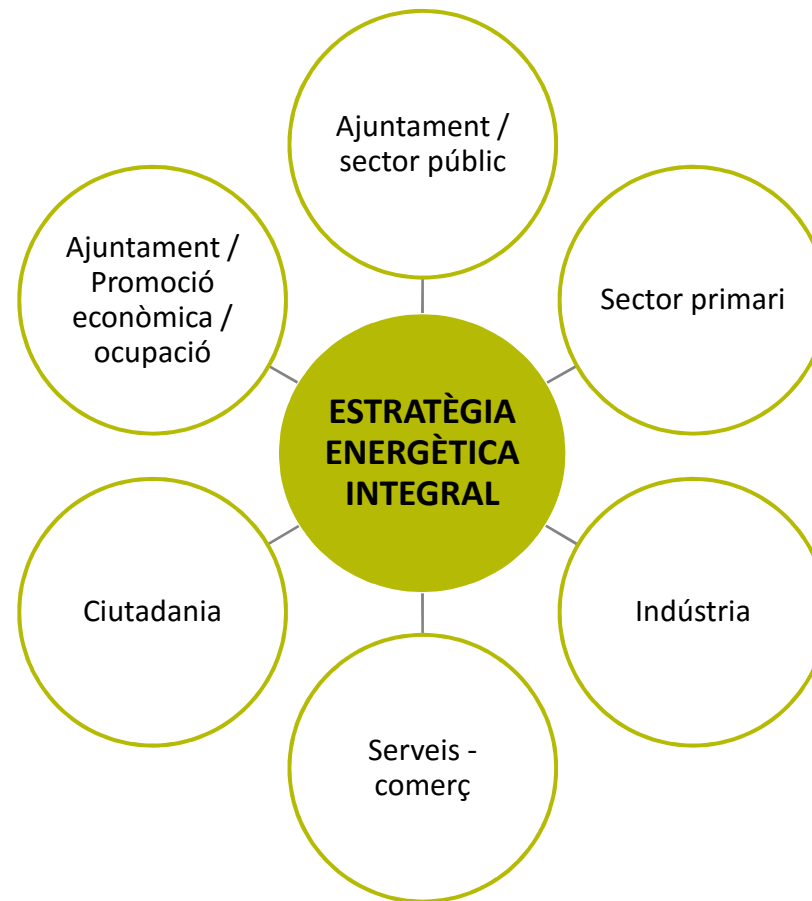 Ajuntament /
sector públic
Ajuntament /
Promoció
econòmica /
ocupació
Sector primari
ESTRATÈGIA
ENERGÈTICA
INTEGRAL
Ciutadania
Indústria
Serveis -
comerç